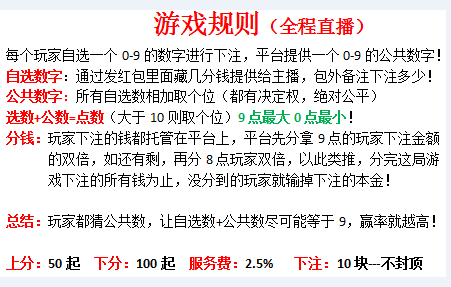 游戏规则（全程直播）
每个玩家自选一个 0-9 的数字进行下注，平台提供一个 0-9 的公共数字！
自选数字：通过发红包里面藏几分钱提供给主播，包外备注下注多少！
公共数字：所有自选数相加取个位（都有决定权，绝对公平）
选数+公数=点数（大于 10 则取个位）9 点最大 0 点最小！
分钱：玩家下注的钱都托管在平台上，平台先分拿 9 点的玩家下注金额
的双倍，如还有剩，再分 8 点玩家双倍，以此类推，分完这局游
戏下注的所有钱为止，没分到的玩家就输掉下注的本金！
总结：玩家都猜公共数，让自选数+公共数尽可能等于 9，赢率就越高！
上分：50 起 下分：100 起 服务费：2.5% 下注：10 块---不封顶